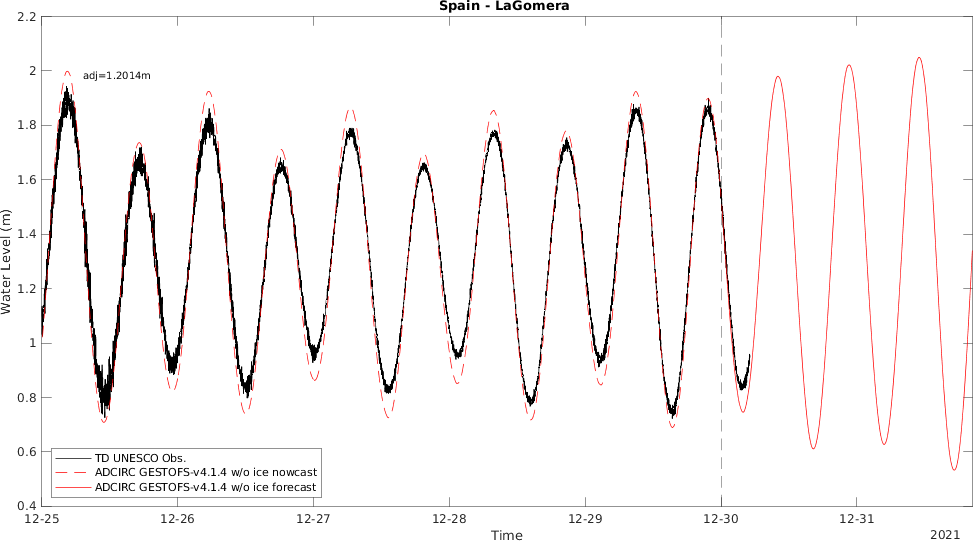 Spain - LaGomera
adj=1.2014m
2.2
2
1.8
1.6
1.4
1.2
1
0.8
0.6
0.4
Water Level (m)
TD UNESCO Obs.
ADCIRC GESTOFS-v4.1.4 w/o ice nowcast
ADCIRC GESTOFS-v4.1.4 w/o ice forecast
12-25 12-26 12-27 12-28 12-29 12-30 12-31
Time
2021